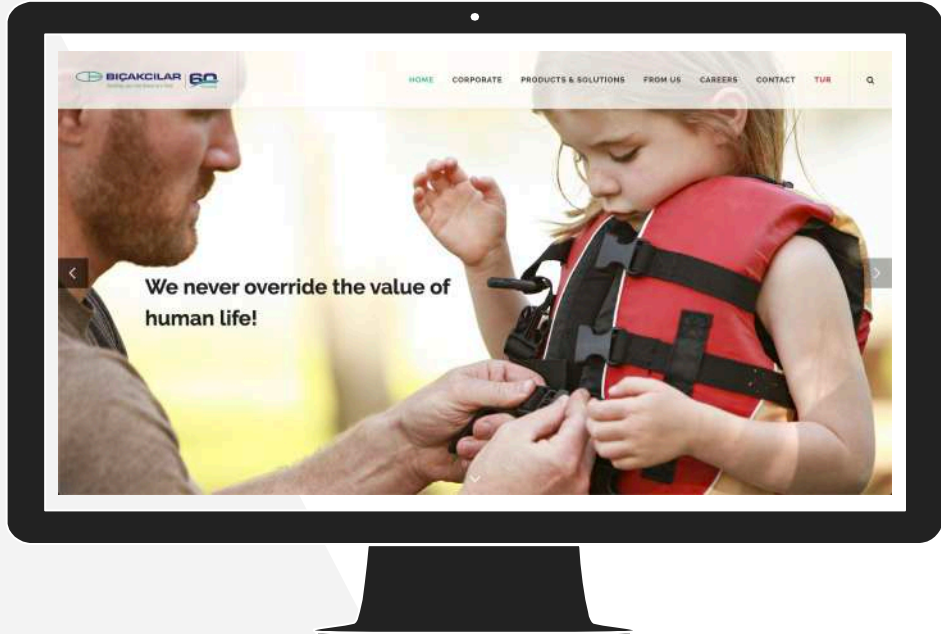 BIÇAKCILAR 60
HOME CORPORATE PRODUCTS & SOLUTIONS FROM US CAREERS CONTACT TUR
We never override the value of
human life!